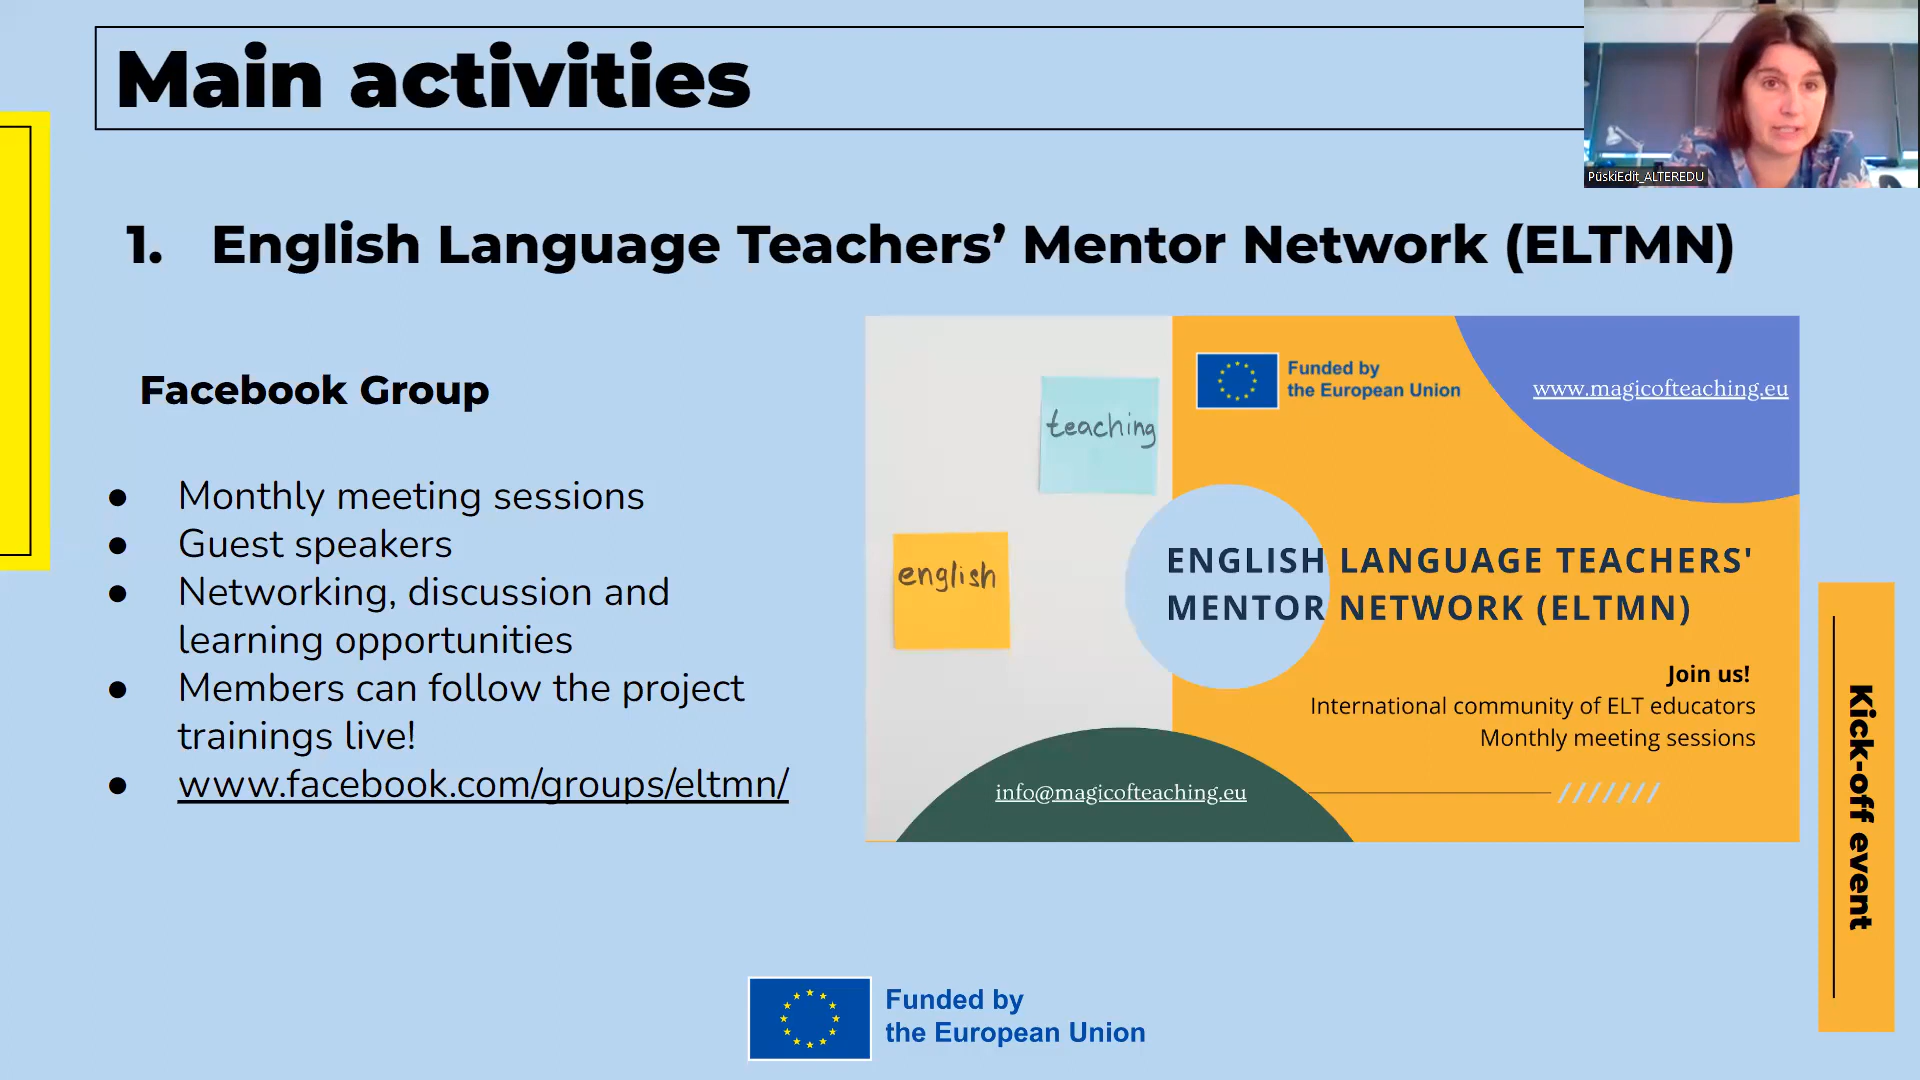 Main activities
PüskiEdit_ALTEREDU
1. English Language Teachers’ Mentor Network (ELTMN)
Facebook Group
● Monthly meeting sessions
● Guest speakers
● Networking, discussion and
learning opportunities
● Members can follow the project
trainings live!
● www.facebook.com/groups/eltmn/
teaching
english
Funded by
the European Union
www.magicofteaching.eu
ENGLISH LANGUAGE TEACHERS'
MENTOR NETWORK (ELTMN)
Join us!
International community of ELT educators
Monthly meeting sessions
info@magicofteaching.eu
Kick-off event
Funded by
the European Union